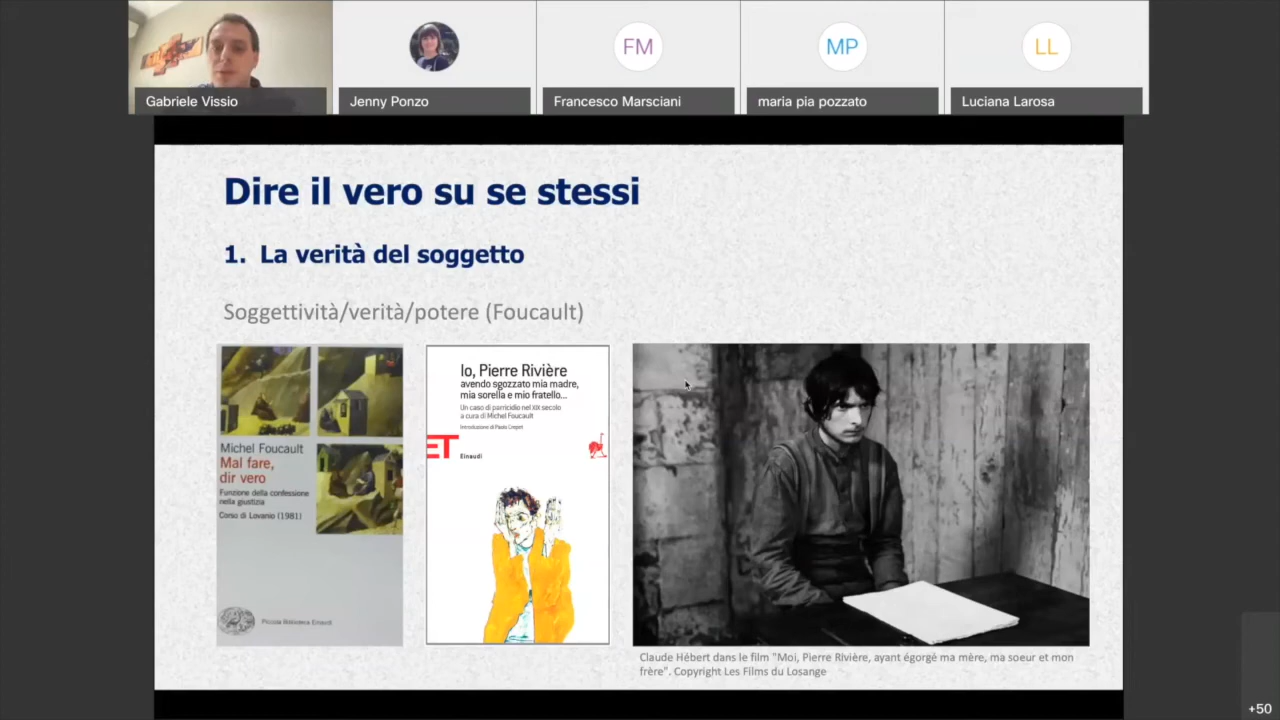 Gabriele Vissio
Jenny Ponzo
FM
Francesco Marsciani
MP
maria pia pozzato
LL
Luciana Larosa
Dire il vero su se stessi
1. La verità del soggetto
Soggettività/verità/potere (Foucault)
Michel Foucault
Mal fare,
dir vero
Funzione della confessione
nella giustizia
Corso di Lovanio (1981)
Piccola Biblioteca Einaudi
Io, Pierre Rivière
avendo sgozzato mia madre,
mia sorella e mio fratello...
Un caso di parricidio nel XIX secolo
a cura di Michel Foucault
Introduzione di Paolo Crepet
ET
Einaudi
Claude Hébert dans le film "Moi, Pierre Rivière, ayant égorgé ma mère, ma soeur et mon
frère". Copyright Les Films du Losange
+50